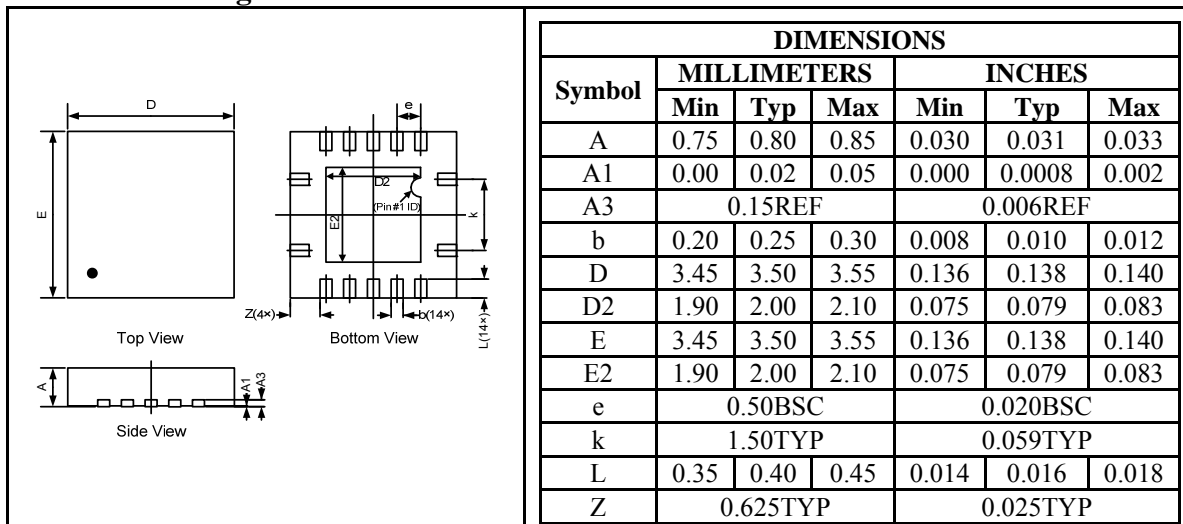 D
E
Top View
e
D2
(Pin#1 ID)
E2
k
Z(4×)
b(14×)
L(14×)
Bottom View
A
A1
A3
Side View
DIMENSIONS
Symbol MILLIMETERS INCHES
Min Typ Max Min Typ Max
A 0.75 0.80 0.85 0.030 0.031 0.033
A1 0.00 0.02 0.05 0.000 0.0008 0.002
A3 0.15REF 0.006REF
b 0.20 0.25 0.30 0.008 0.010 0.012
D 3.45 3.50 3.55 0.136 0.138 0.140
D2 1.90 2.00 2.10 0.075 0.079 0.083
E 3.45 3.50 3.55 0.136 0.138 0.140
E2 1.90 2.00 2.10 0.075 0.079 0.083
e 0.50BSC 0.020BSC
k 1.50TYP 0.059TYP
L 0.35 0.40 0.45 0.014 0.016 0.018
Z 0.625TYP 0.025TYP